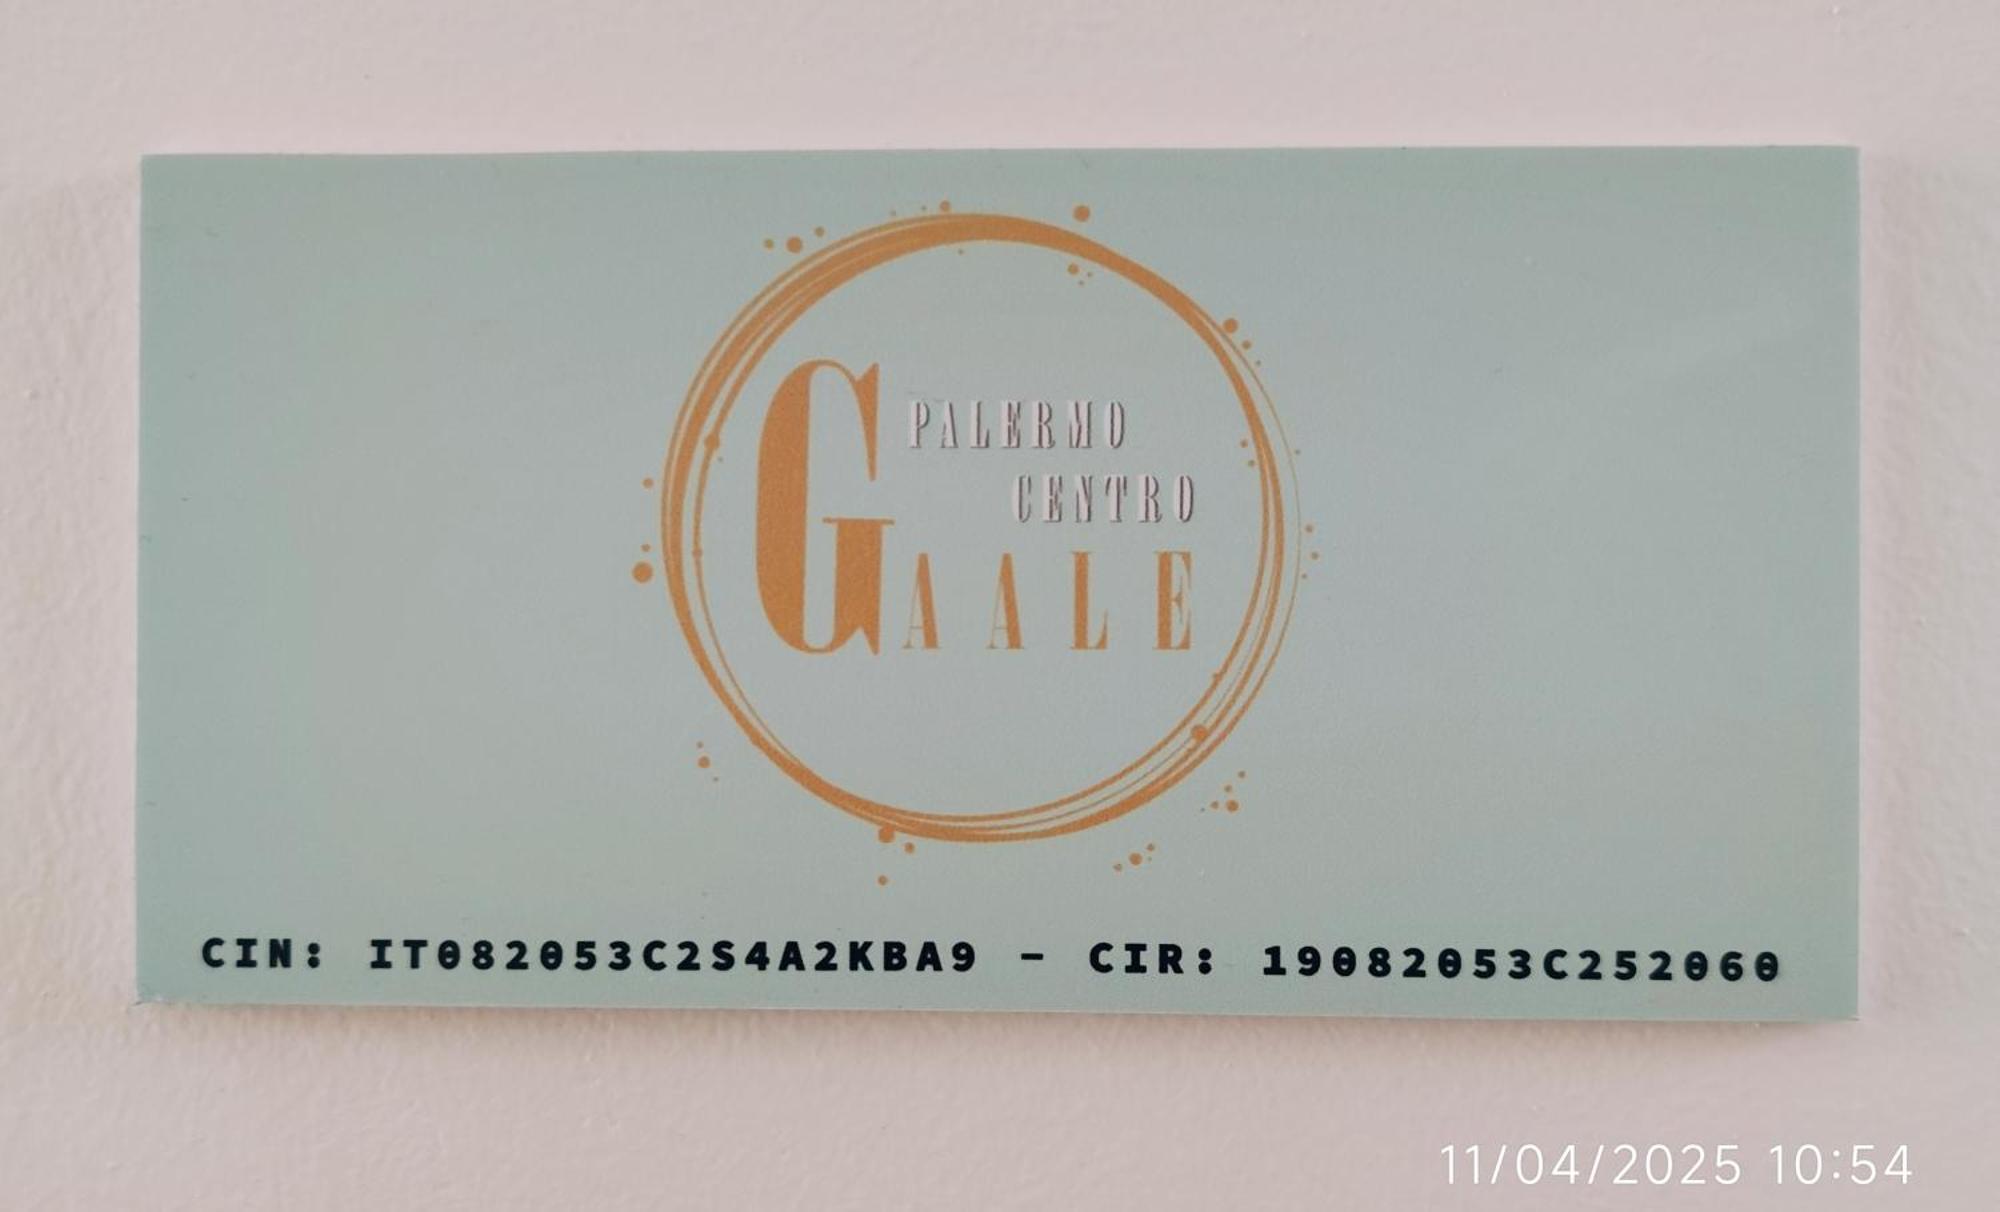 PALERMO
CENTRO
GAALE
CIN: IT082053C2S4A2KBA9 - CIR: 19082053C252060
11/04/2025 10:54